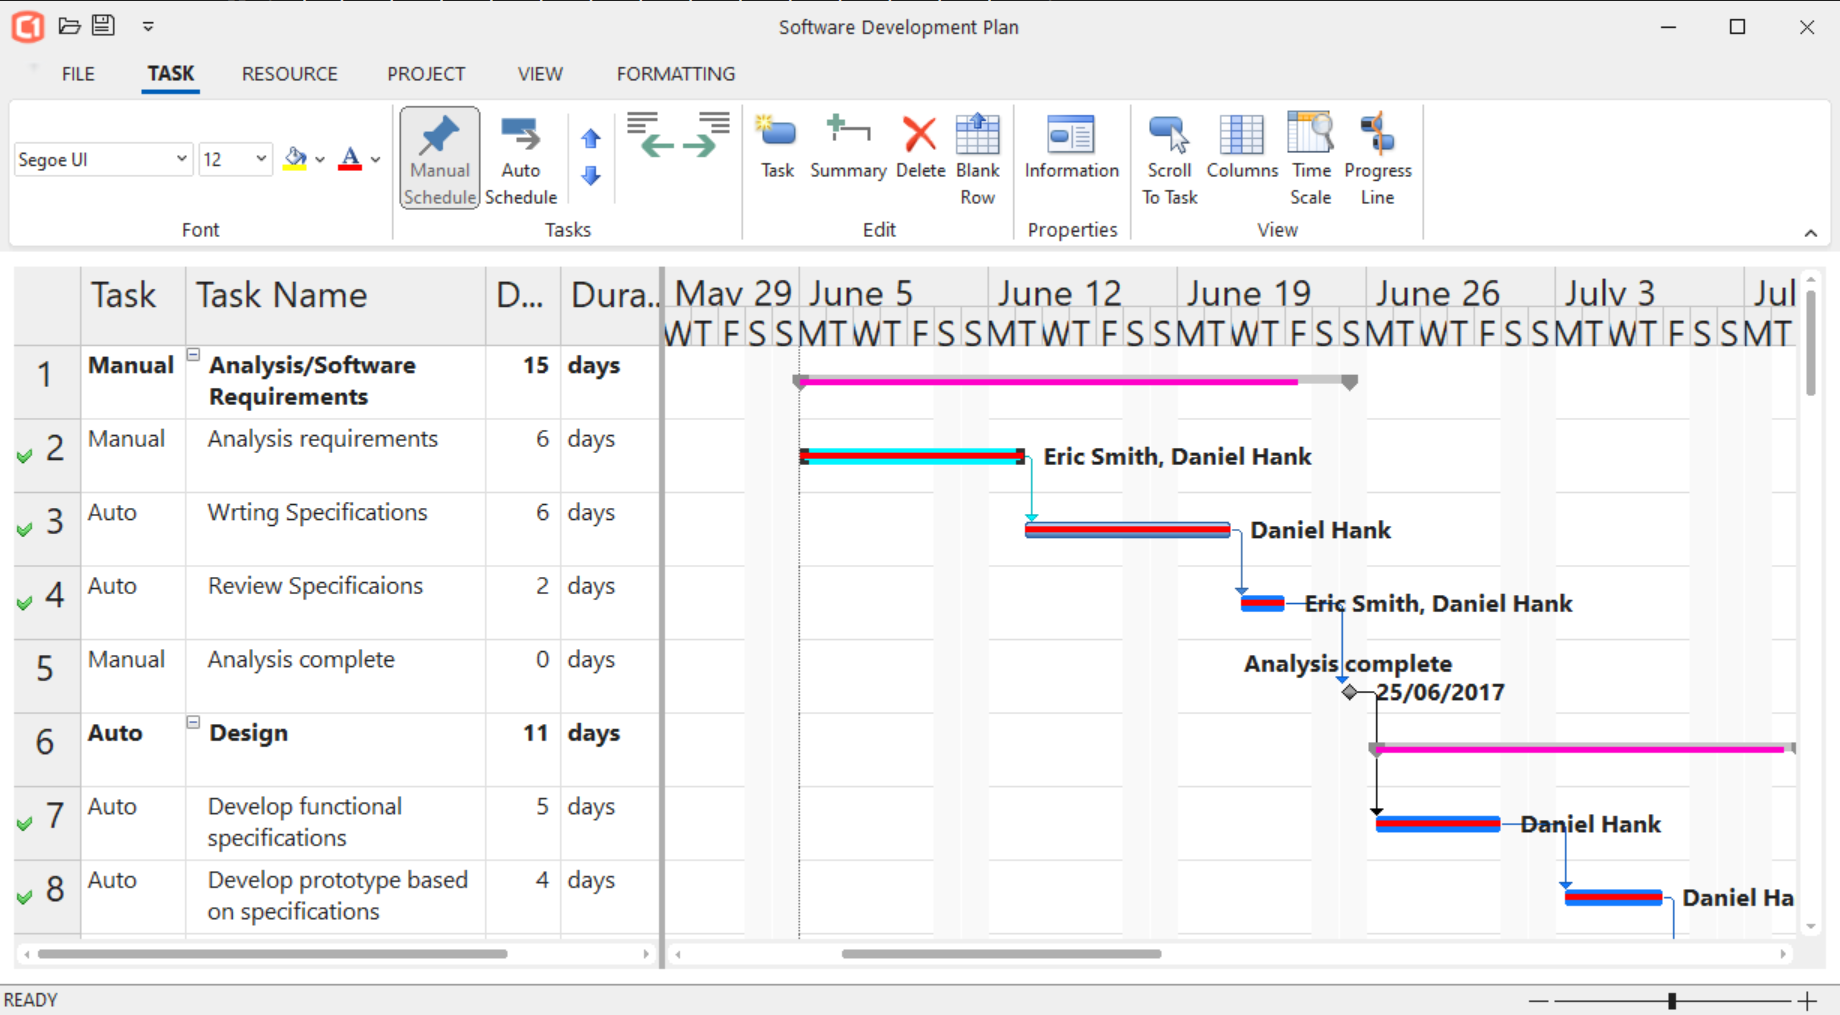 Software Development Plan
FILE TASK RESOURCE PROJECT VIEW FORMATTING
Segoe UI 12
Manual Schedule
Auto Schedule
Task Summary Delete Blank Row
Information
Scroll To Task
Columns
Time Scale
Progress Line
Font Tasks Edit Properties View
Task Task Name D... Dura.. May 29 June 5 June 12 June 19 June 26 July 3 Jul
W T F S S M T W T F S S M T W T F S S M T W T F S S M T W T F S S M T W T F S S M T
1 Manual Analysis/Software Requirements 15 days
2 Manual Analysis requirements 6 days Eric Smith, Daniel Hank
3 Auto Wrting Specifications 6 days Daniel Hank
4 Auto Review Specificaions 2 days Eric Smith, Daniel Hank
5 Manual Analysis complete 0 days Analysis complete
25/06/2017
6 Auto Design 11 days
7 Auto Develop functional specifications 5 days Daniel Hank
8 Auto Develop prototype based on specifications 4 days Daniel Ha
READY